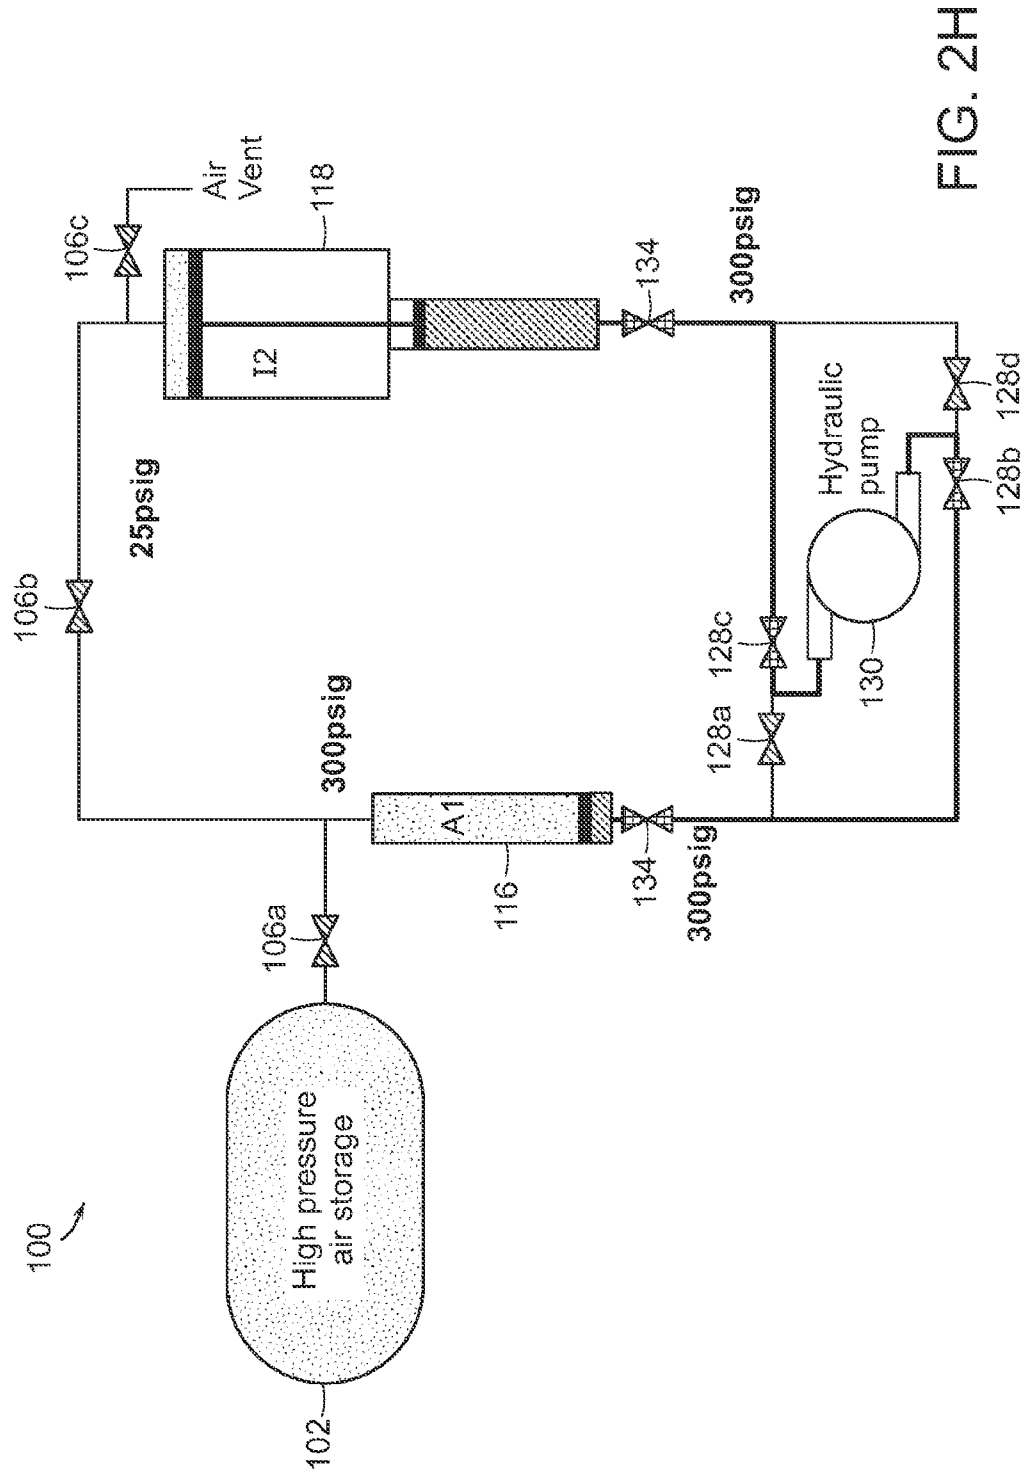 100
102
High pressure
air storage
106a
106b
106c
Air
Vent
25psig
300psig
116
A1
118
I2
134
300psig
134
300psig
128a
128c
Hydraulic
pump
130
128b
128d
FIG. 2H